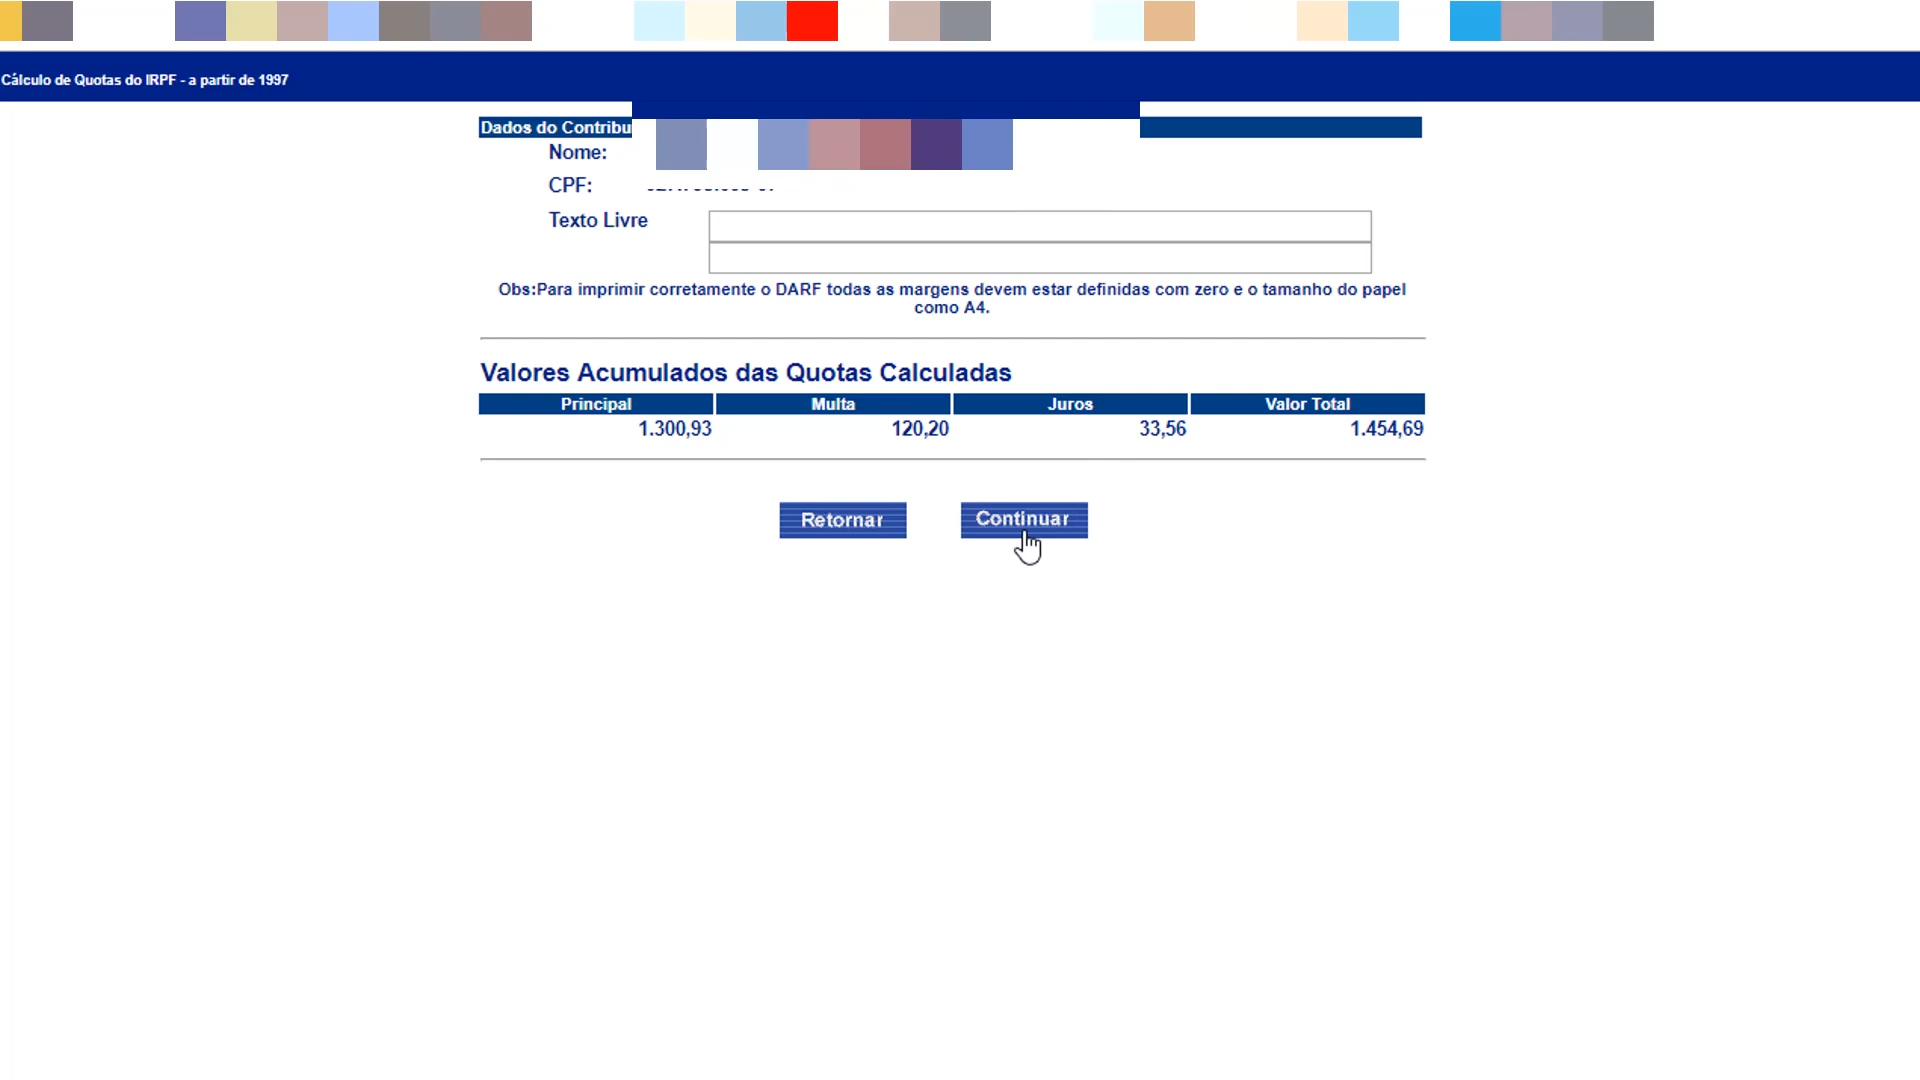 Cálculo de Quotas do IRPF - a partir de 1997
Dados do Contribu
Nome:
CPF:
Texto Livre
Obs:Para imprimir corretamente o DARF todas as margens devem estar definidas com zero e o tamanho do papel
como A4.
Valores Acumulados das Quotas Calculadas
Principal Multa Juros Valor Total
1.300,93 120,20 33,56 1.454,69
Retornar Continuar